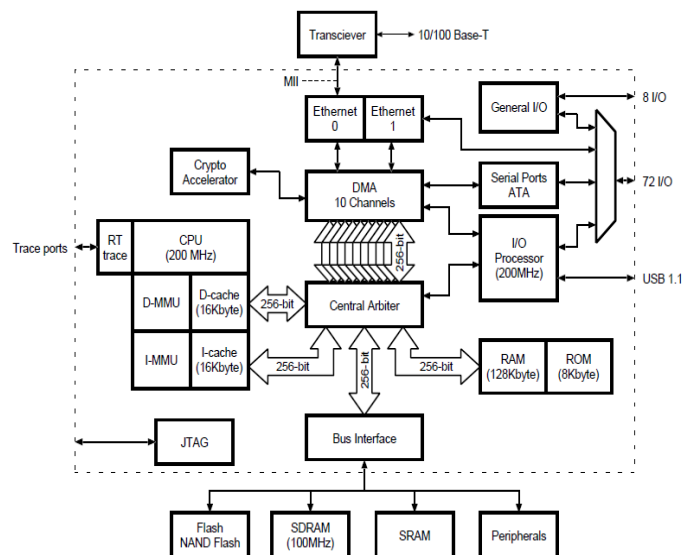 Transciever
10/100 Base-T
MII
Ethernet
0
Ethernet
1
General I/O
8 I/O
Crypto
Accelerator
DMA
10 Channels
Serial Ports
ATA
72 I/O
Trace ports
RT
trace
CPU
(200 MHz)
256-bit
I/O
Processor
(200MHz)
USB 1.1
D-MMU
D-cache
(16Kbyte)
256-bit
Central Arbiter
I-MMU
I-cache
(16Kbyte)
256-bit
256-bit
256-bit
RAM
(128Kbyte)
ROM
(8Kbyte)
JTAG
Bus Interface
Flash
NAND Flash
SDRAM
(100MHz)
SRAM
Peripherals